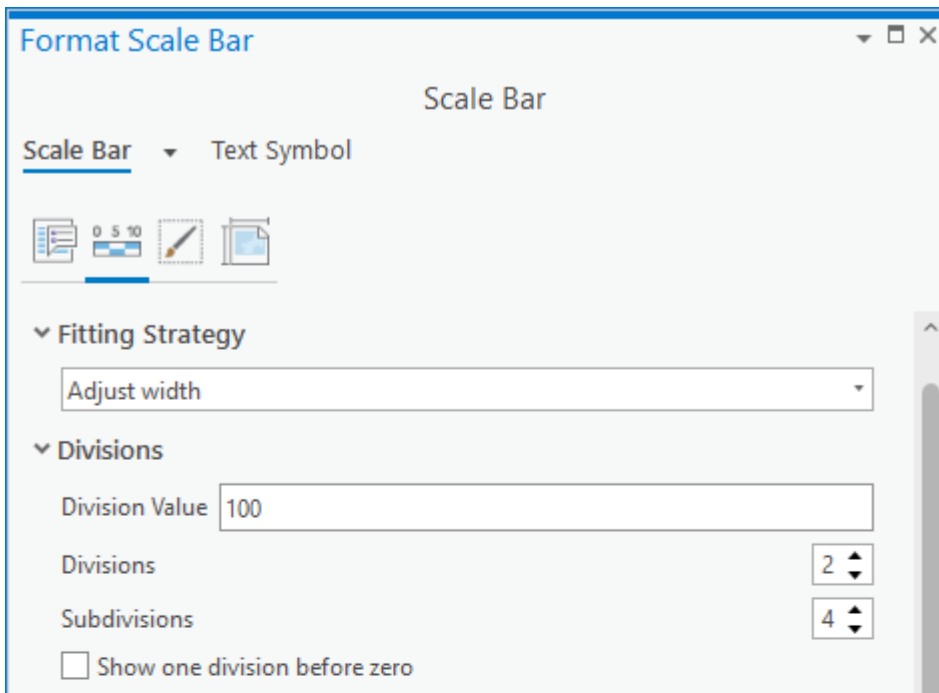 Format Scale Bar
Scale Bar
Scale Bar Text Symbol
0 5 10
Fitting Strategy
Adjust width
Divisions
Division Value 100
Divisions 2
Subdivisions 4
Show one division before zero